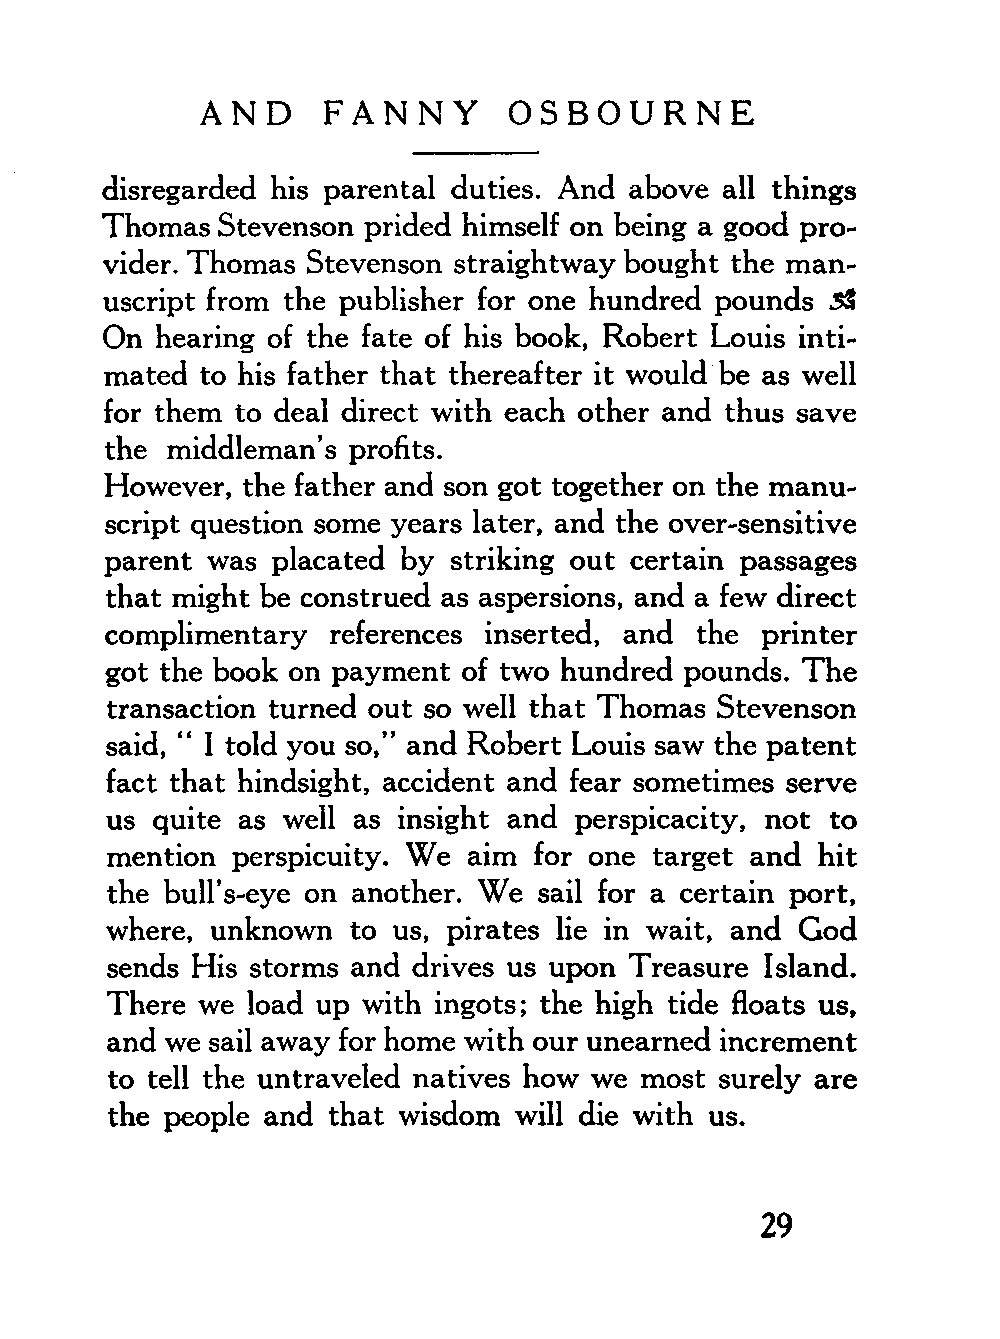 AND FANNY OSBOURNE
disregarded his parental duties. And above all things
Thomas Stevenson prided himself on being a good pro-
vider. Thomas Stevenson straightway bought the man-
uscript from the publisher for one hundred pounds
On hearing of the fate of his book, Robert Louis inti-
mated to his father that thereafter it would be as well
for them to deal direct with each other and thus save
the middleman's profits.
However, the father and son got together on the manu-
script question some years later, and the over-sensitive
parent was placated by striking out certain passages
that might be construed as aspersions, and a few direct
complimentary references inserted, and the printer
got the book on payment of two hundred pounds. The
transaction turned out so well that Thomas Stevenson
said, “ I told you so,” and Robert Louis saw the patent
fact that hindsight, accident and fear sometimes serve
us quite as well as insight and perspicacity, not to
mention perspicuity. We aim for one target and hit
the bull's-eye on another. We sail for a certain port,
where, unknown to us, pirates lie in wait, and God
sends His storms and drives us upon Treasure Island.
There we load up with ingots; the high tide floats us,
and we sail away for home with our unearned increment
to tell the untraveled natives how we most surely are
the people and that wisdom will die with us.
29